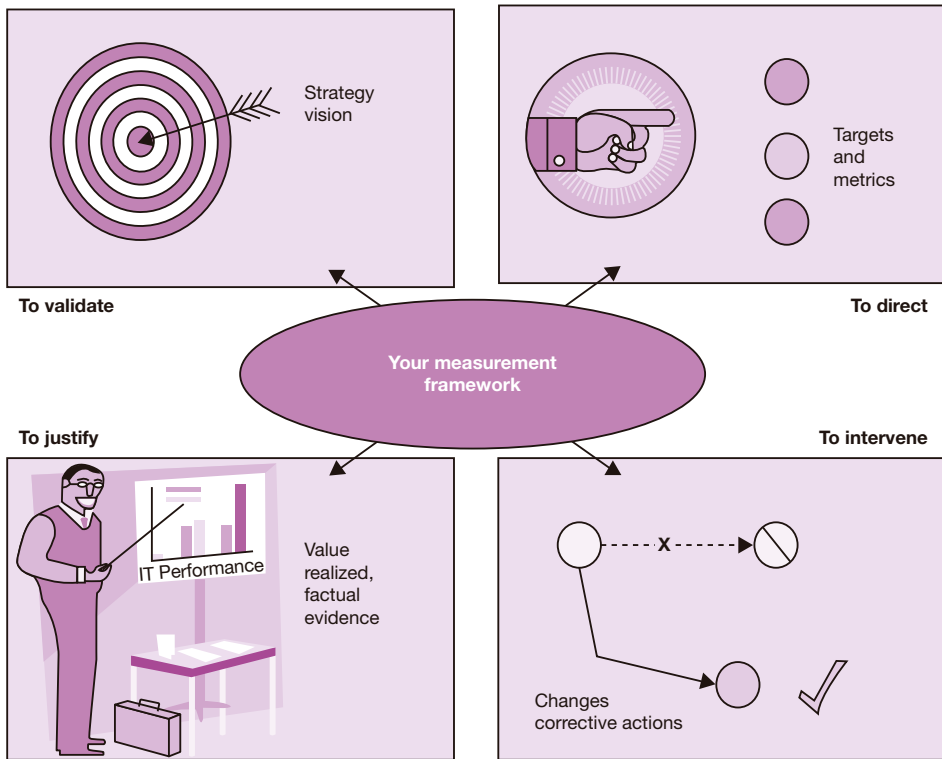 Strategy
vision
Targets
and
metrics
To validate
To direct
Your measurement
framework
To justify
To intervene
IT Performance
Value
realized,
factual
evidence
X
Changes
corrective actions